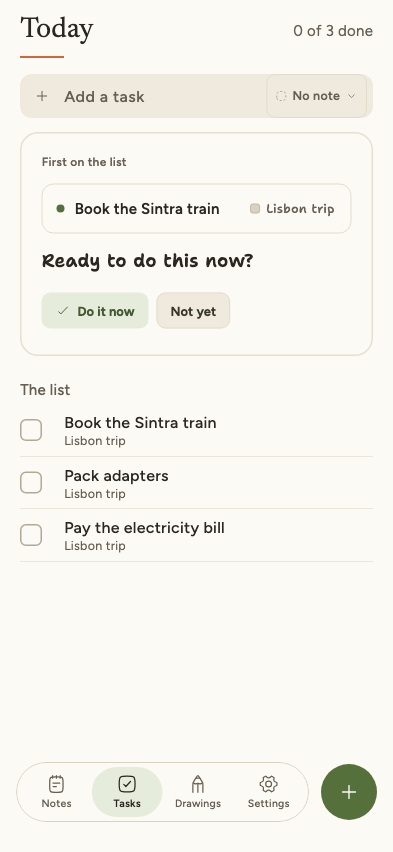 Today
0 of 3 done
Add a task
No note
First on the list
Book the Sintra train
Lisbon trip
Ready to do this now?
Do it now
Not yet
The list
Book the Sintra train
Lisbon trip
Pack adapters
Lisbon trip
Pay the electricity bill
Lisbon trip
Notes
Tasks
Drawings
Settings